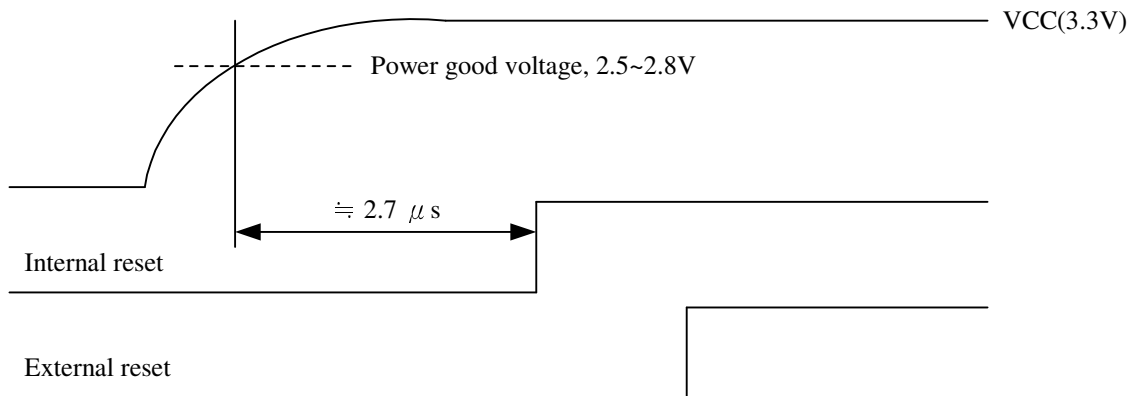 VCC(3.3V)
Power good voltage, 2.5~2.8V
≒ 2.7 μs
Internal reset
External reset